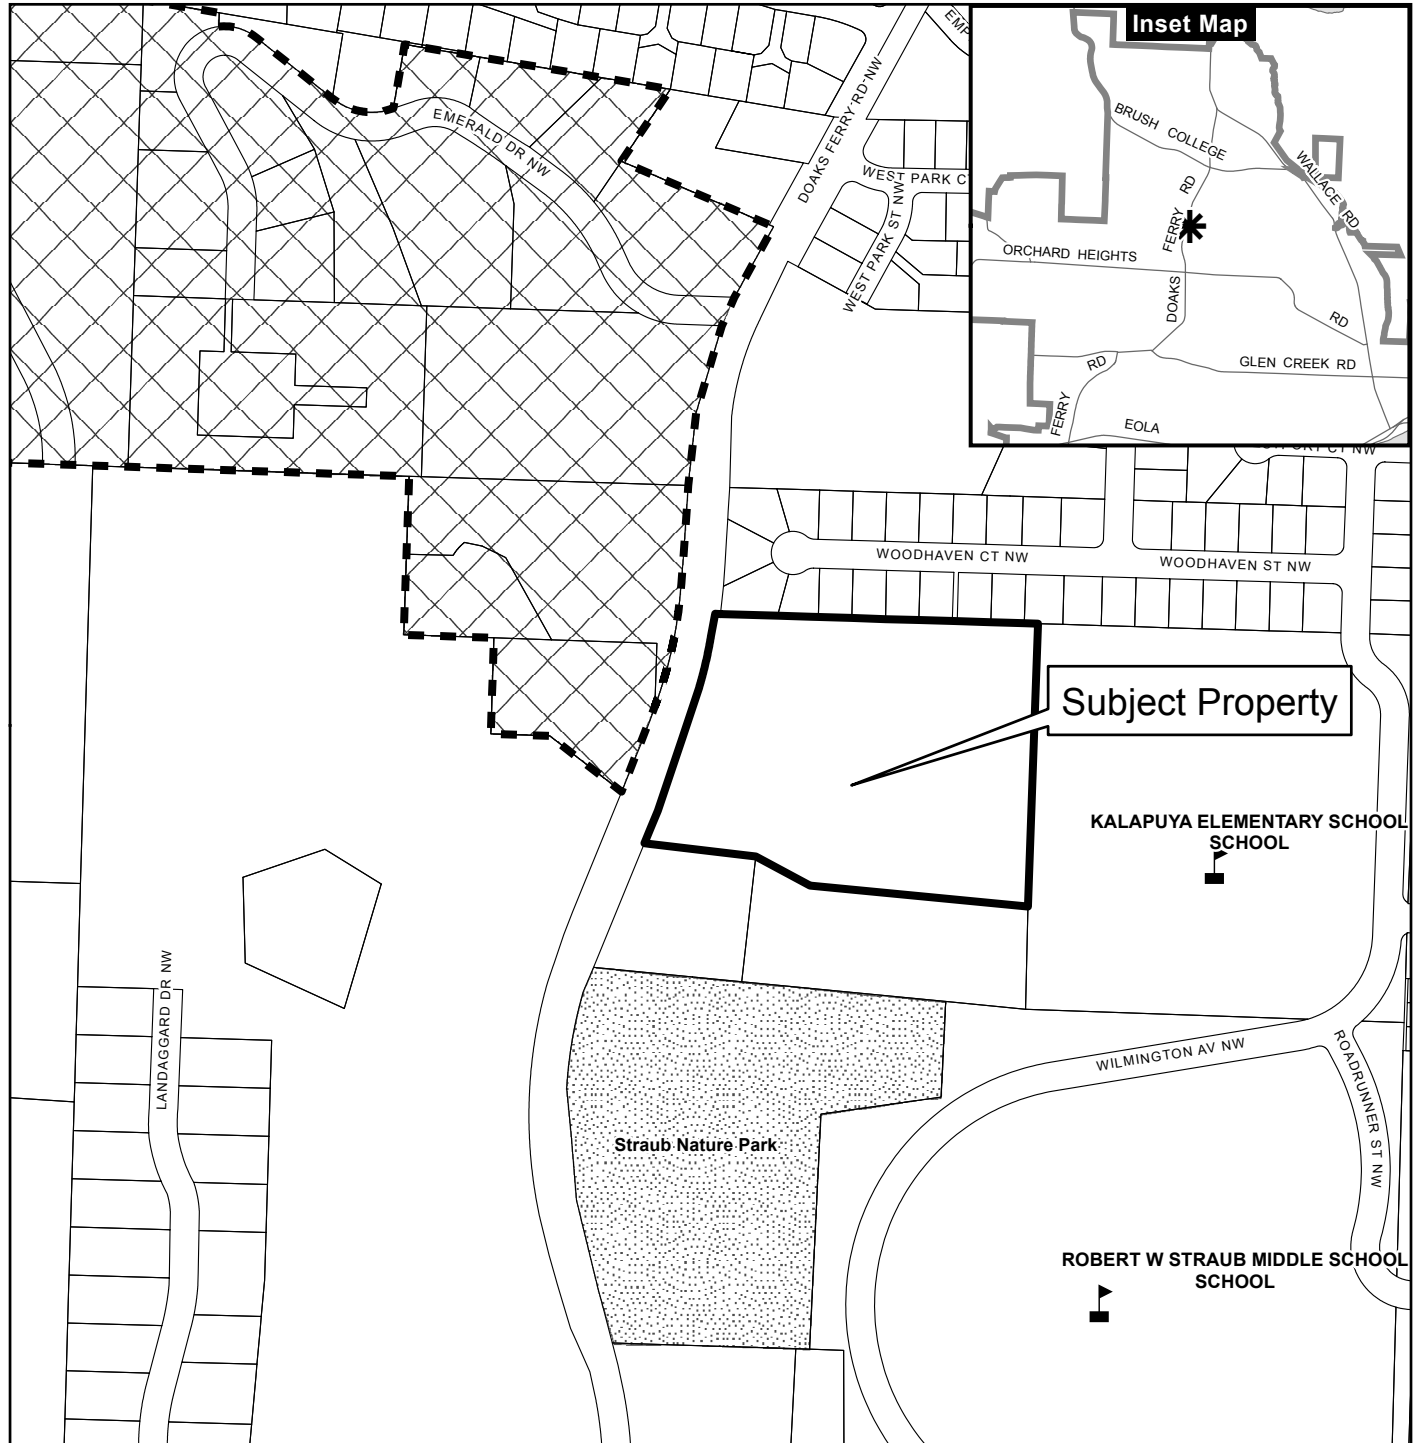 Inset Map
BRUSH COLLEGE
WALLACE RD
FERRY RD
ORCHARD HEIGHTS
RD
DOAKS
GLEN CREEK RD
RD
FERRY
EOLA
EMERALD DR NW
DOAKS FERRY RD NW
WEST PARK ST NW
WOODHAVEN CT NW
WOODHAVEN ST NW
Subject Property
KALAPUYA ELEMENTARY SCHOOL
SCHOOL
LANDAGGARD DR NW
WILMINGTON AV NW
ROADRUNNER ST NW
Straub Nature Park
ROBERT W STRAUB MIDDLE SCHOOL
SCHOOL
WEST PARK
CT NW